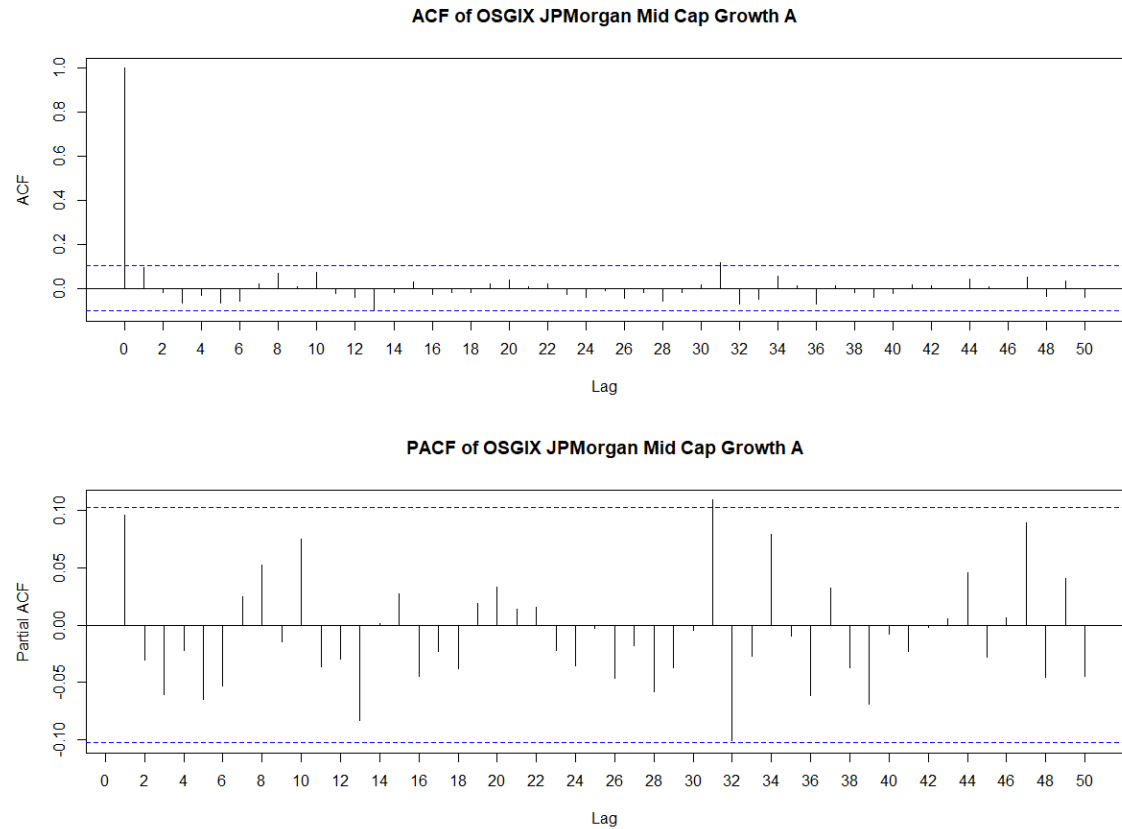 ACF of OSGIX JPMorgan Mid Cap Growth A
ACF
1.0
0.8
0.6
0.4
0.2
0.0
0 2 4 6 8 10 12 14 16 18 20 22 24 26 28 30 32 34 36 38 40 42 44 46 48 50
Lag
PACF of OSGIX JPMorgan Mid Cap Growth A
Partial ACF
0.10
0.05
0.00
-0.05
-0.10
0 2 4 6 8 10 12 14 16 18 20 22 24 26 28 30 32 34 36 38 40 42 44 46 48 50
Lag